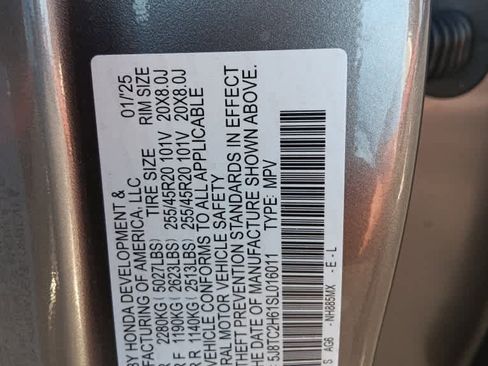 BY HONDA DEVELOPMENT &
FACTURING OF AMERICA, LLC 01/25
TIRE SIZE RIM SIZE
R 2280KG (5027LBS)
R F 1190KG (2623LBS) 255/45R20 101V 20X8.0J
R R 1140KG (2513LBS) 255/45R20 101V 20X8.0J
VEHICLE CONFORMS TO ALL APPLICABLE
RAL MOTOR VEHICLE SAFETY
EFT PREVENTION STANDARDS IN EFFECT
HE DATE OF MANUFACTURE SHOWN ABOVE.
5J8TC2H61SL016011 TYPE: MPV
S AG6 - NH885MX - E - L